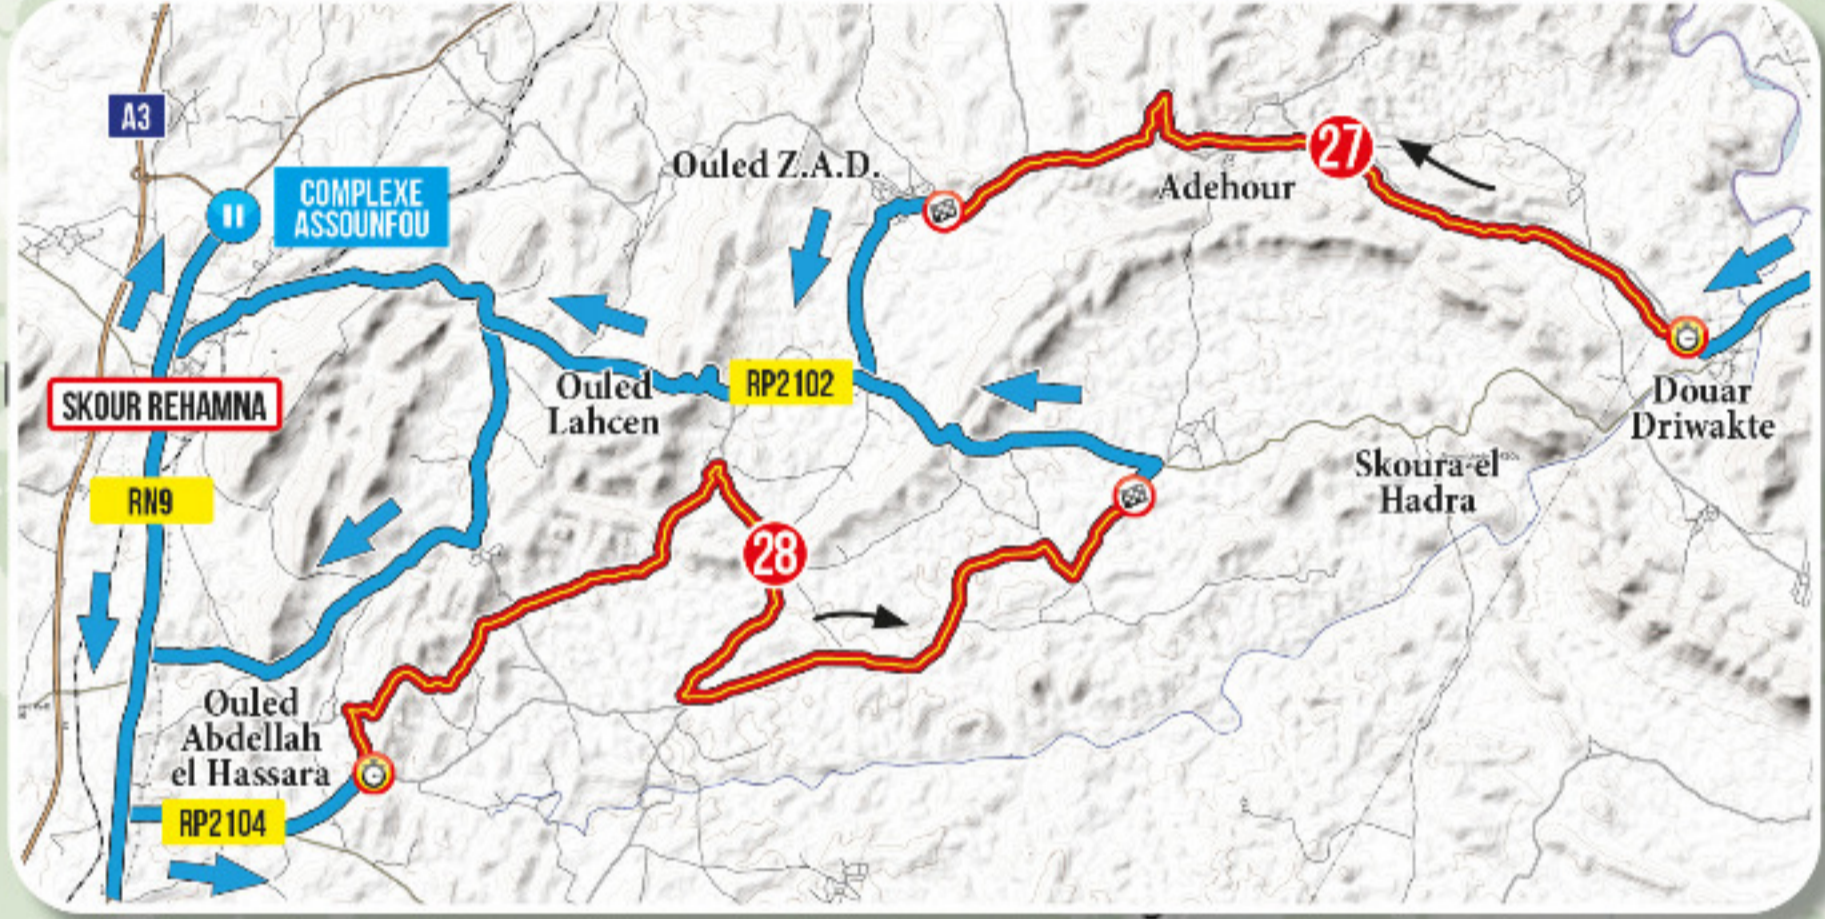 A3
COMPLEXE
ASSOUNFOU
Ouled Z.A.D.
27
Adehour
SKOUR REHAMNA
Ouled
Lahcen
RP2102
Douar
Driwakte
Skoura-el
Hadra
RN9
28
Ouled
Abdellah
el Hassara
RP2104